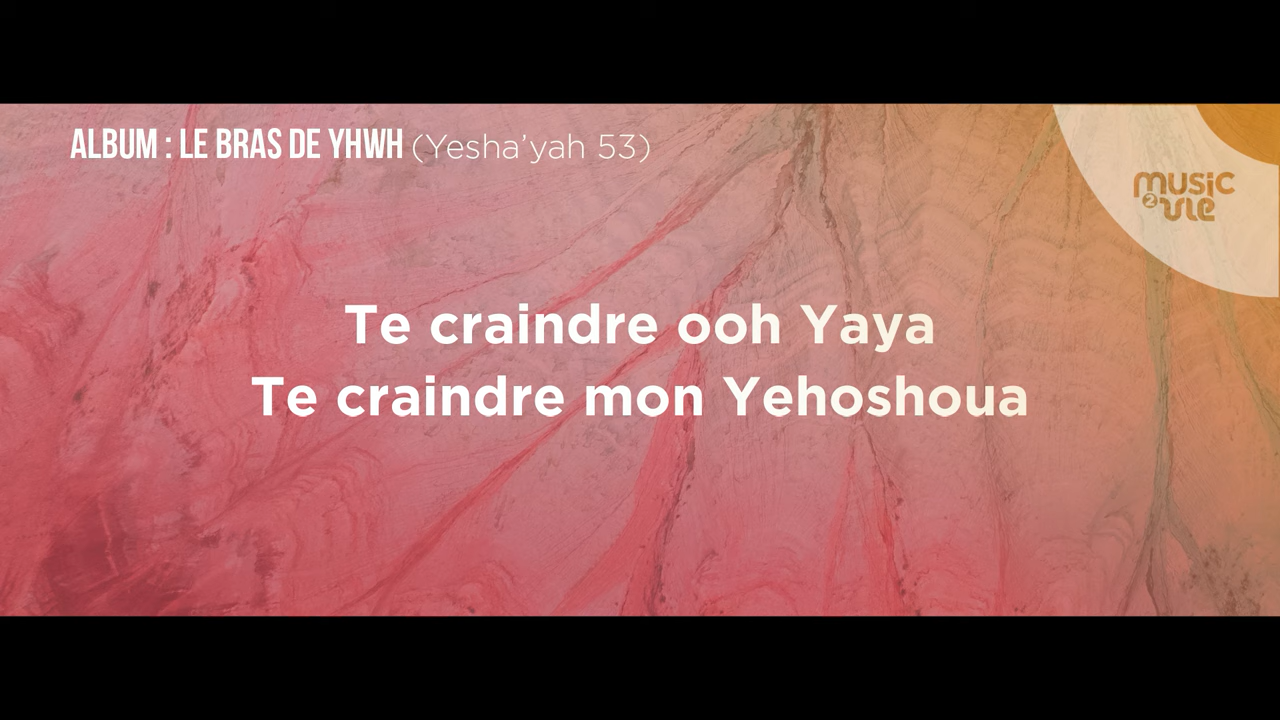 ALBUM : LE BRAS DE YHWH (Yesha'yah 53)
music
2 vie
Te craindre ooh Yaya
Te craindre mon Yehoshoua